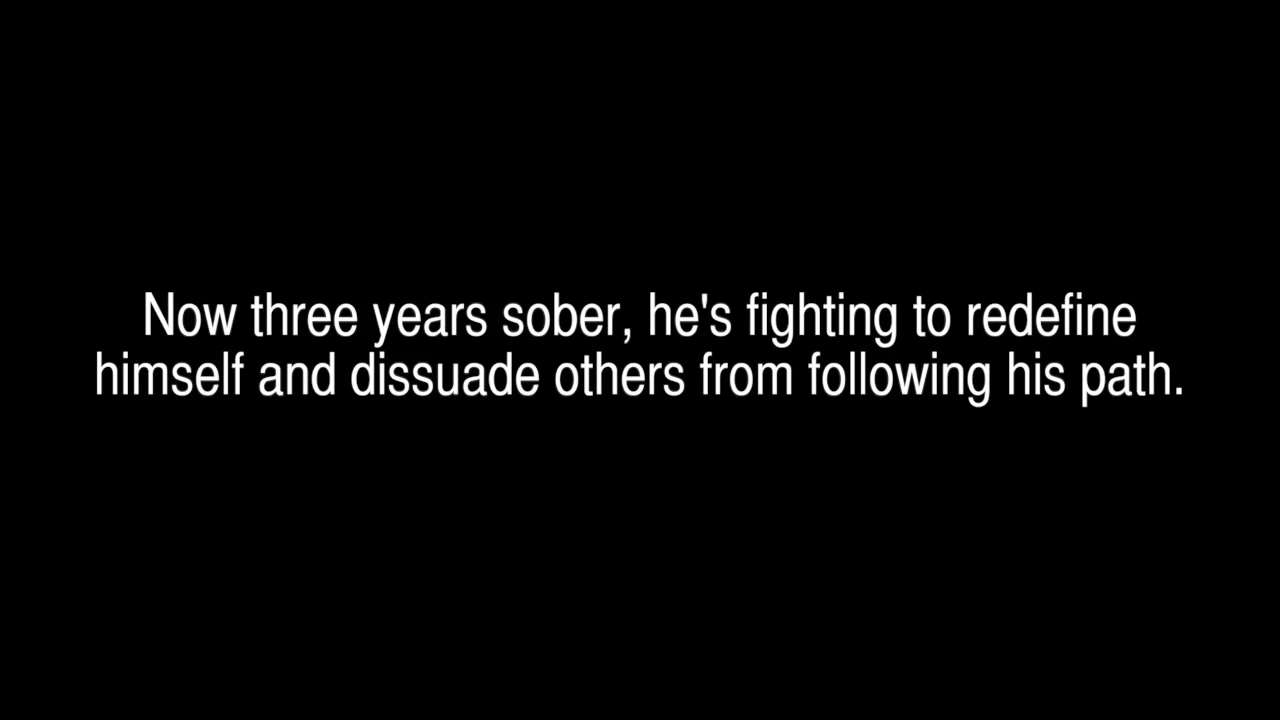 Now three years sober, he's fighting to redefine
himself and dissuade others from following his path.